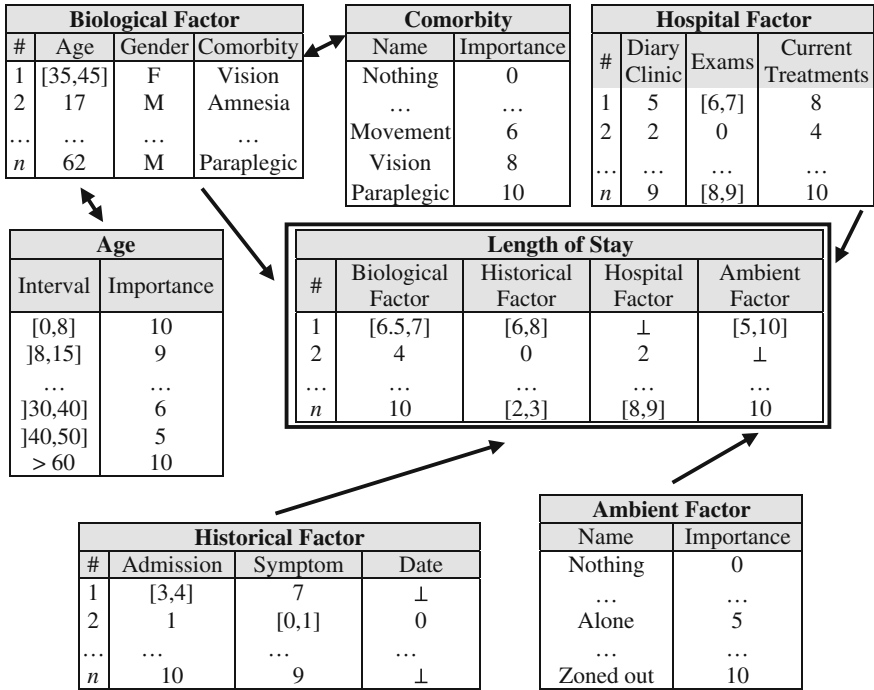 Biological Factor
# Age Gender Comorbity
1 [35,45] F Vision
2 17 M Amnesia
… … … …
n 62 M Paraplegic
Comorbity
Name Importance
Nothing 0
… …
Movement 6
Vision 8
Paraplegic 10
Hospital Factor
# Diary Clinic Exams Current Treatments
1 5 [6,7] 8
2 2 0 4
… … … …
n 9 [8,9] 10
Age
Interval Importance
[0,8] 10
]8,15] 9
… …
]30,40] 6
]40,50] 5
> 60 10
Length of Stay
# Biological Factor Historical Factor Hospital Factor Ambient Factor
1 [6.5,7] [6,8] ⊥ [5,10]
2 4 0 2 ⊥
… … … … …
n 10 [2,3] [8,9] 10
Historical Factor
# Admission Symptom Date
1 [3,4] 7 ⊥
2 1 [0,1] 0
… … … …
n 10 9 ⊥
Ambient Factor
Name Importance
Nothing 0
… …
Alone 5
… …
Zoned out 10